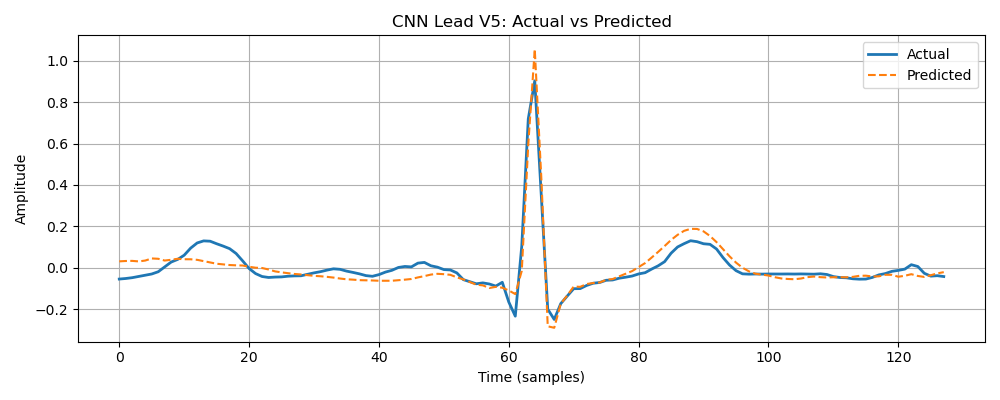 CNN Lead V5: Actual vs Predicted
Actual
Predicted
Amplitude
1.0
0.8
0.6
0.4
0.2
0.0
−0.2
0 20 40 60 80 100 120
Time (samples)